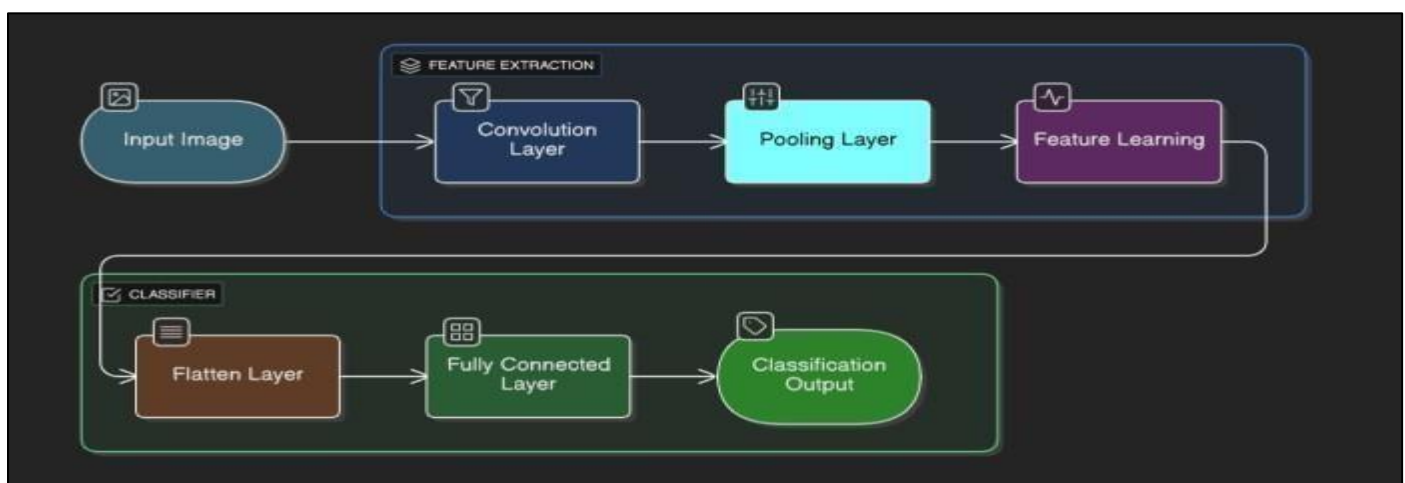 FEATURE EXTRACTION
Input Image
Convolution
Layer
Pooling Layer
Feature Learning
CLASSIFIER
Flatten Layer
Fully Connected
Layer
Classification
Output